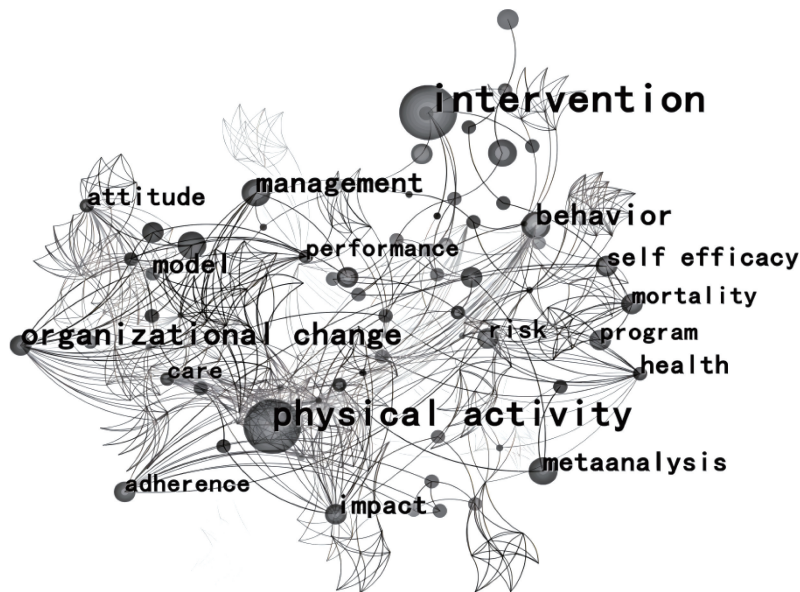 intervention
management
attitude
behavior
performance
self efficacy
model
mortality
organizational change
risk
program
care
health
physical activity
metaanalysis
adherence
impact